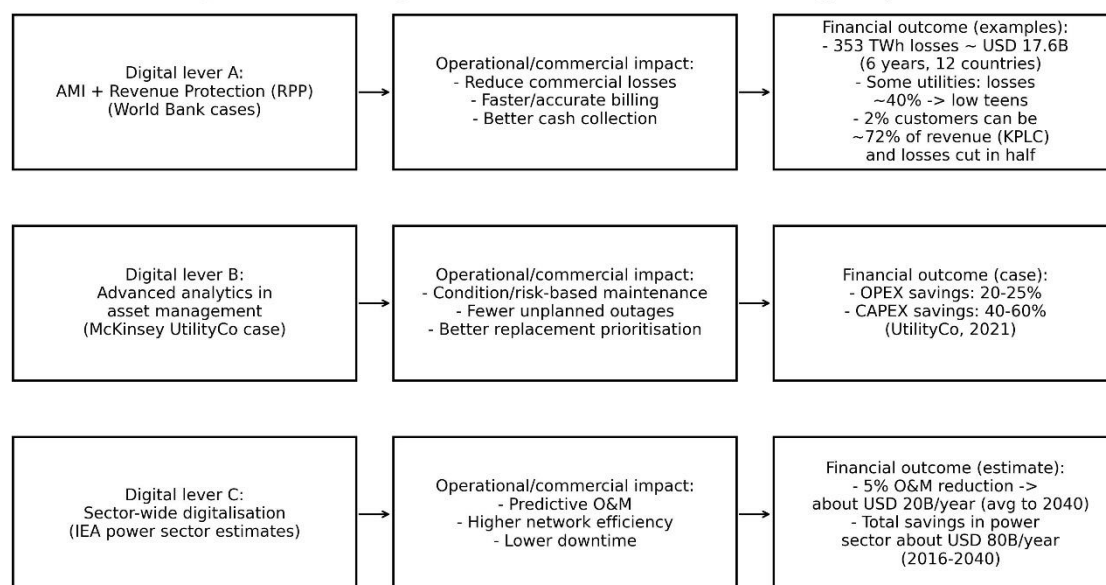 Digital lever A:
AMI + Revenue Protection (RPP)
(World Bank cases)
Operational/commercial impact:
- Reduce commercial losses
- Faster/accurate billing
- Better cash collection
Financial outcome (examples):
- 353 TWh losses ~ USD 17.6B
(6 years, 12 countries)
- Some utilities: losses
~40% -> low teens
- 2% customers can be
~72% of revenue (KPLC)
and losses cut in half
Digital lever B:
Advanced analytics in
asset management
(McKinsey UtilityCo case)
Operational/commercial impact:
- Condition/risk-based maintenance
- Fewer unplanned outages
- Better replacement prioritisation
Financial outcome (case):
- OPEX savings: 20-25%
- CAPEX savings: 40-60%
(UtilityCo, 2021)
Digital lever C:
Sector-wide digitalisation
(IEA power sector estimates)
Operational/commercial impact:
- Predictive O&M
- Higher network efficiency
- Lower downtime
Financial outcome (estimate):
- 5% O&M reduction ->
about USD 20B/year (avg to 2040)
- Total savings in power
sector about USD 80B/year
(2016-2040)